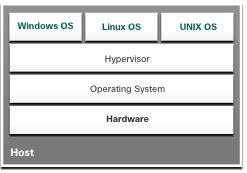 Windows OS Linux OS UNIX OS
Hypervisor
Operating System
Hardware
Host